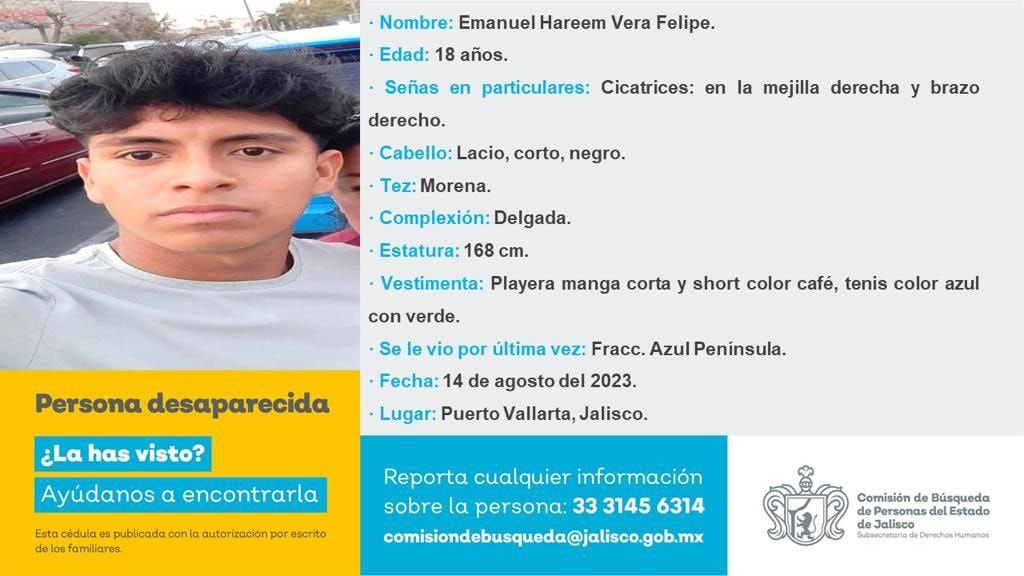 · Nombre: Emanuel Hareem Vera Felipe.
· Edad: 18 años.
· Señas en particulares: Cicatrices: en la mejilla derecha y brazo
derecho.
· Cabello: Lacio, corto, negro.
· Tez: Morena.
· Complexión: Delgada.
· Estatura: 168 cm.
· Vestimenta: Playera manga corta y short color café, tenis color azul
con verde.
· Se le vio por última vez: Fracc. Azul Península.
· Fecha: 14 de agosto del 2023.
· Lugar: Puerto Vallarta, Jalisco.
Persona desaparecida
¿La has visto?
Ayúdanos a encontrarla
Esta cédula es publicada con la autorización por escrito
de los familiares.
Reporta cualquier información
sobre la persona: 33 3145 6314
comisiondebusqueda@jalisco.gob.mx
Comisión de Búsqueda
de Personas del Estado
de Jalisco
Subsecretaría de Derechos Humanos